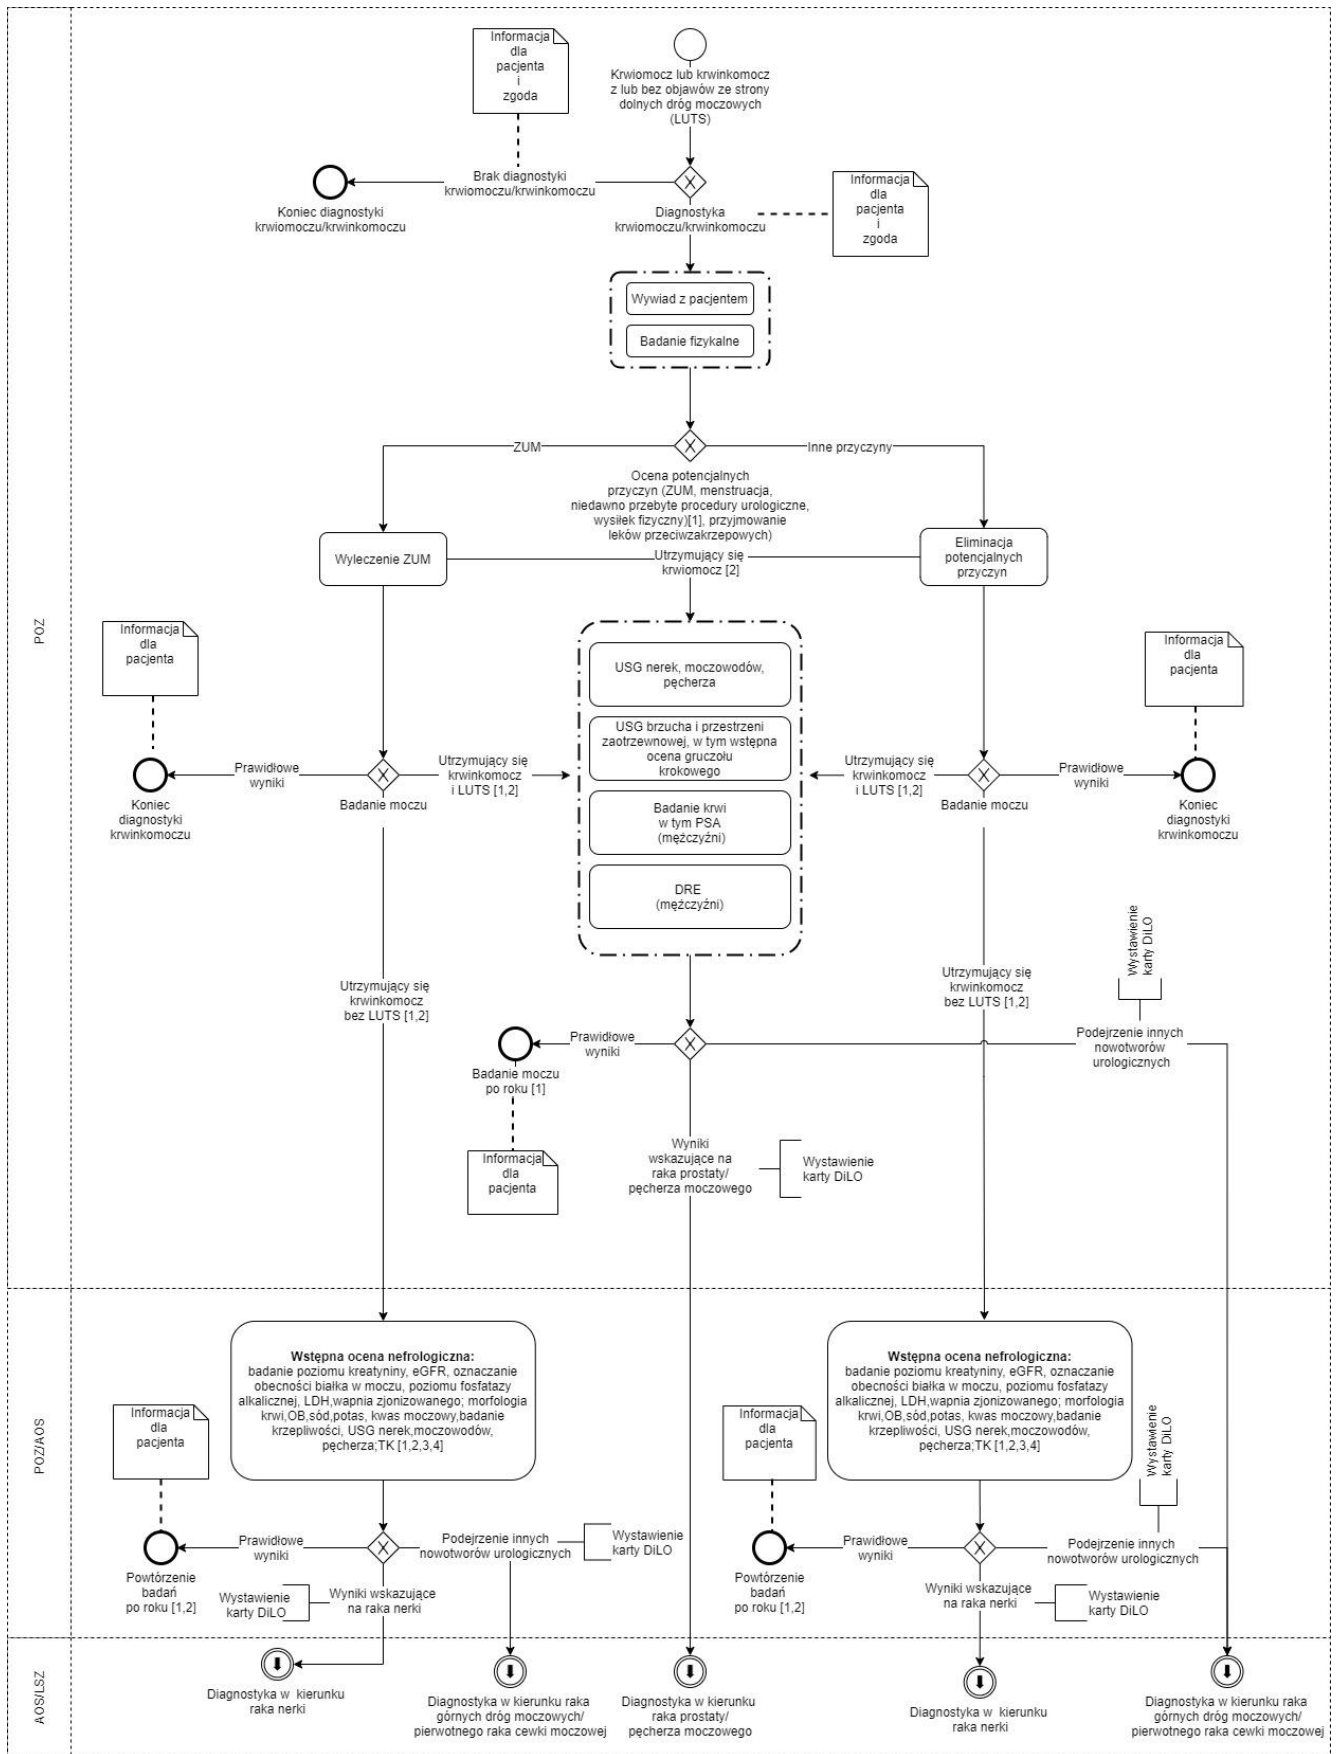 Informacja
dla
pacjenta
i
zgoda
Krwiomocz lub krwinkomocz
z lub bez objawów ze strony
dolnych dróg moczowych
(LUTS)
Brak diagnostyki
krwiomoczu/krwinkomoczu
X
Koniec diagnostyki
krwiomoczu/krwinkomoczu
Diagnostyka
krwiomoczu/krwinkomoczu
Informacja
dla
pacjenta
i
zgoda
Wywiad z pacjentem
Badanie fizykalne
ZUM
X
Inne przyczyny
Ocena potencjalnych
przyczyn (ZUM, menstruacja,
niedawno przebyte procedury urologiczne,
wysiłek fizyczny)[1], przyjmowanie
leków przeciwzakrzepowych)
Wyleczenie ZUM
Utrzymujący się
krwiomocz [2]
Eliminacja
potencjalnych
przyczyn
POZ
Informacja
dla
pacjenta
Informacja
dla
pacjenta
USG nerek, moczowodów,
pęcherza
USG brzucha i przestrzeni
zaotrzewnowej, w tym wstępna
ocena gruczołu
krokowego
Badanie krwi
w tym PSA
(mężczyźni)
DRE
(mężczyźni)
Prawidłowe
wyniki
X
Utrzymujący się
krwinkomocz
i LUTS [1,2]
Utrzymujący się
krwinkomocz
i LUTS [1,2]
X
Prawidłowe
wyniki
Koniec
diagnostyki
krwinkomoczu
Badanie moczu
Badanie moczu
Koniec
diagnostyki
krwinkomoczu
Wystawienie
karty DiLO
Utrzymujący się
krwinkomocz
bez LUTS [1,2]
Utrzymujący się
krwinkomocz
bez LUTS [1,2]
Prawidłowe
wyniki
X
Podejrzenie innych
nowotworów
urologicznych
Badanie moczu
po roku [1]
Informacja
dla
pacjenta
Wyniki
wskazujące na
raka prostaty/
pęcherza moczowego
Wystawienie
karty DiLO
POZ/AOS
Wstępna ocena nefrologiczna:
badanie poziomu kreatyniny, eGFR, oznaczanie
obecności białka w moczu, poziomu fosfatazy
alkalicznej, LDH,wapnia zjonizowanego; morfologia
krwi,OB,sód,potas, kwas moczowy,badanie
krzepliwości, USG nerek,moczowodów,
pęcherza;TK [1,2,3,4]
Wstępna ocena nefrologiczna:
badanie poziomu kreatyniny, eGFR, oznaczanie
obecności białka w moczu, poziomu fosfatazy
alkalicznej, LDH,wapnia zjonizowanego; morfologia
krwi,OB,sód,potas, kwas moczowy,badanie
krzepliwości, USG nerek,moczowodów,
pęcherza;TK [1,2,3,4]
Informacja
dla
pacjenta
Informacja
dla
pacjenta
Wystawienie
karty DiLO
Prawidłowe
wyniki
X
Podejrzenie innych
nowotworów urologicznych
Wystawienie
karty DiLO
Prawidłowe
wyniki
X
Podejrzenie innych
nowotworów urologicznych
Powtórzenie
badań
po roku [1,2]
Wystawienie
karty DiLO
Wyniki wskazujące
na raka nerki
Powtórzenie
badań
po roku [1,2]
Wyniki wskazujące
na raka nerki
Wystawienie
karty DiLO
AOS/LSZ
Diagnostyka w kierunku
raka nerki
Diagnostyka w kierunku raka
górnych dróg moczowych/
pierwotnego raka cewki moczowej
Diagnostyka w kierunku
raka prostaty/
pęcherza moczowego
Diagnostyka w kierunku
raka nerki
Diagnostyka w kierunku raka
górnych dróg moczowych/
pierwotnego raka cewki moczowej